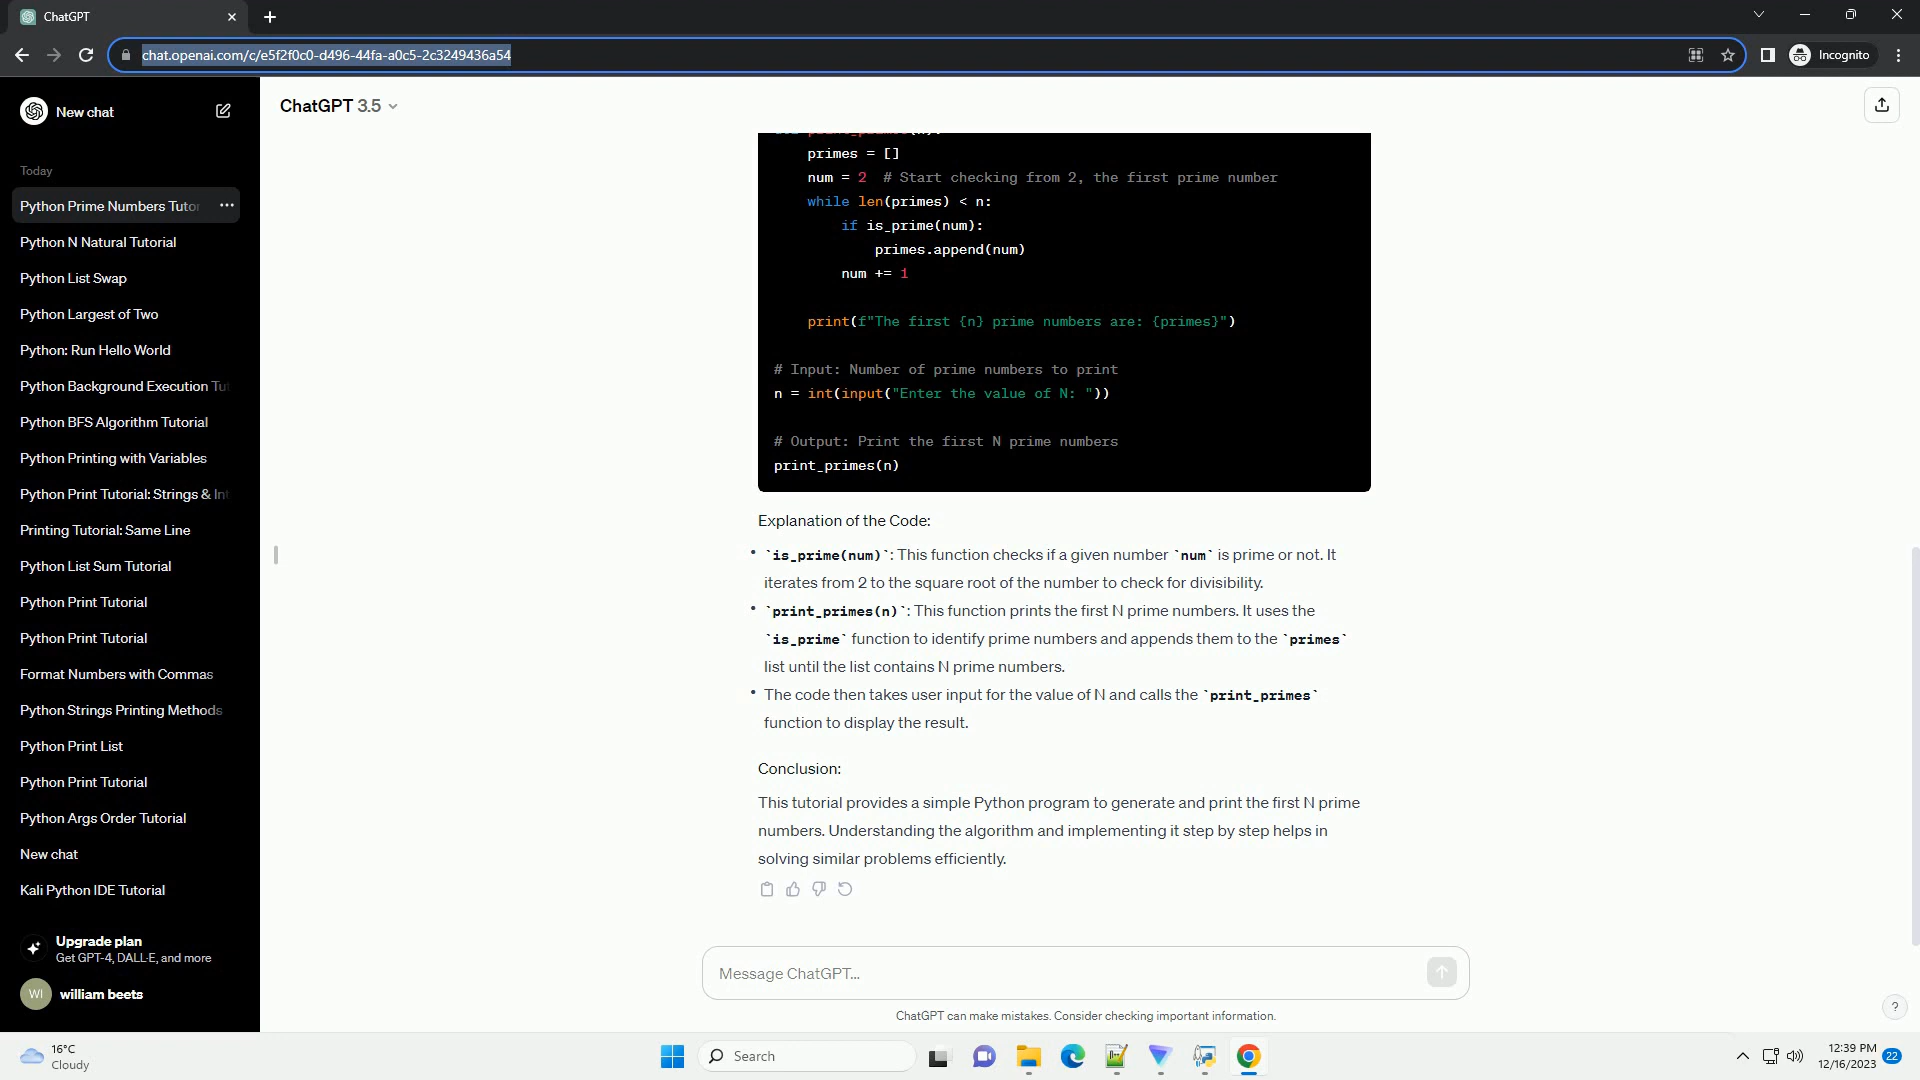 ChatGPT
chat.openai.com/c/e5f2f0c0-d496-44fa-a0c5-2c3249436a54
Incognito
New chat
Today
Python Prime Numbers Tutor
Python N Natural Tutorial
Python List Swap
Python Largest of Two
Python: Run Hello World
Python Background Execution Tut
Python BFS Algorithm Tutorial
Python Printing with Variables
Python Print Tutorial: Strings & Int
Printing Tutorial: Same Line
Python List Sum Tutorial
Python Print Tutorial
Python Print Tutorial
Format Numbers with Commas
Python Strings Printing Methods
Python Print List
Python Print Tutorial
Python Args Order Tutorial
New chat
Kali Python IDE Tutorial
Upgrade plan
Get GPT-4, DALL·E, and more
WI
william beets
ChatGPT 3.5
primes = []
num = 2  # Start checking from 2, the first prime number
while len(primes) < n:
if is_prime(num):
primes.append(num)
num += 1
print(f"The first {n} prime numbers are: {primes}")
# Input: Number of prime numbers to print
n = int(input("Enter the value of N: "))
# Output: Print the first N prime numbers
print_primes(n)
Explanation of the Code:
• `is_prime(num)`: This function checks if a given number `num` is prime or not. It
iterates from 2 to the square root of the number to check for divisibility.
• `print_primes(n)`: This function prints the first N prime numbers. It uses the
`is_prime` function to identify prime numbers and appends them to the `primes`
list until the list contains N prime numbers.
• The code then takes user input for the value of N and calls the `print_primes`
function to display the result.
Conclusion:
This tutorial provides a simple Python program to generate and print the first N prime
numbers. Understanding the algorithm and implementing it step by step helps in
solving similar problems efficiently.
Message ChatGPT...
ChatGPT can make mistakes. Consider checking important information.
?
16°C
Cloudy
Search
12:39 PM
12/16/2023
22